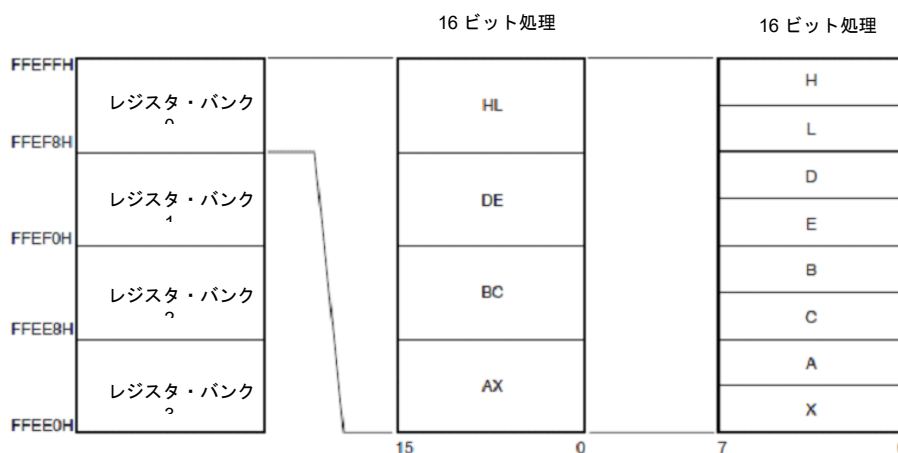 16 ビット処理
16 ビット処理
FFEFFH
レジスタ・バンク
FFEF8H
レジスタ・バンク
FFEF0H
レジスタ・バンク
FFEE8H
レジスタ・バンク
FFEE0H
HL
DE
BC
AX
15
0
H
L
D
E
B
C
A
X
7